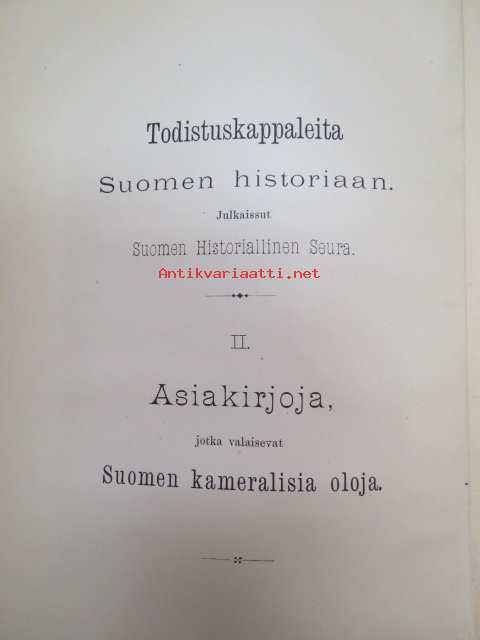 Todistuskappaleita
Suomen historiaan.
Julkaissut
Suomen Historiallinen Seura.
Antikvariaatti.net
II.
Asiakirjoja,
jotka valaisevat
Suomen kameralisia oloja.